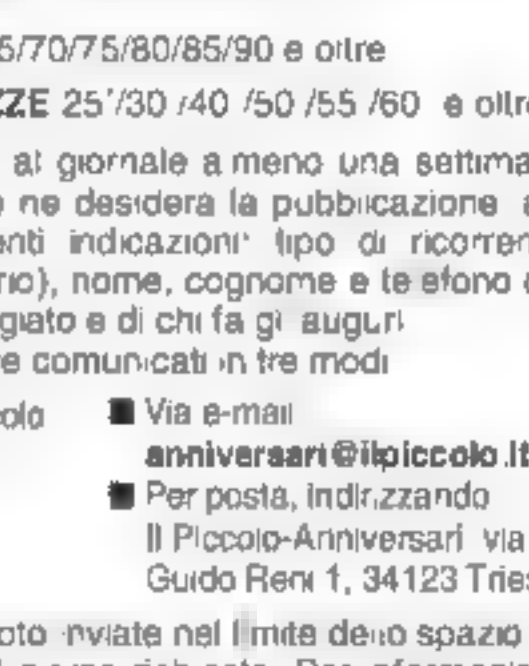 5/70/75/80/85/90 e oltre
ZZE 25°/30°/40°/50°/55°/60° e oltre
al giornale almeno una settima
e ne desidera la pubblicazione
enti indicazioni: tipo di ricorren
rio), nome, cognome e telefono
giato e di chi fa gli auguri.
e comunicati in tre modi
colo
■ Via e-mail
anniversari@ilpiccolo.it
■ Per posta, indirizzando
Il Piccolo-Anniversari via
Guido Reni 1, 34123 Tries
oto inviate nel limite dello spazio